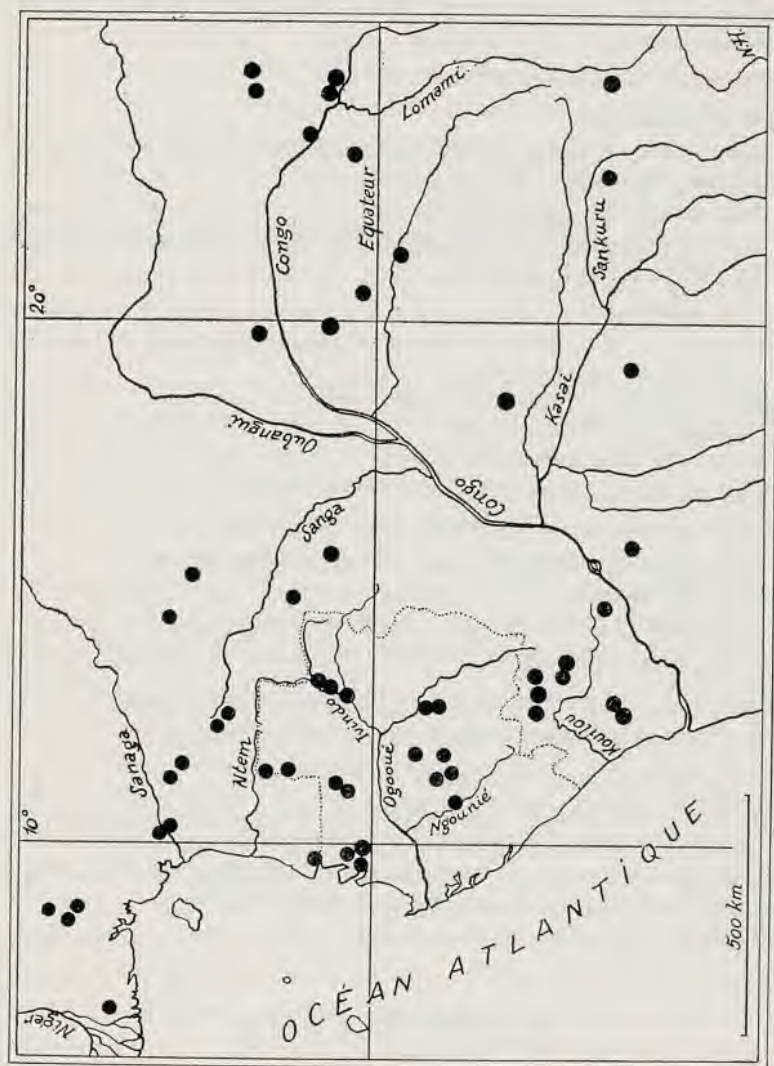 Niger
10°
20°
Sanaga
Ntem
Sanga
Oubangui
Congo
Equateur
Lomami
Ivindo
Ogooué
Ngounié
Kouilou
Congo
Kasai
Sankuru
N.H.
OCÉAN ATLANTIQUE
500 km